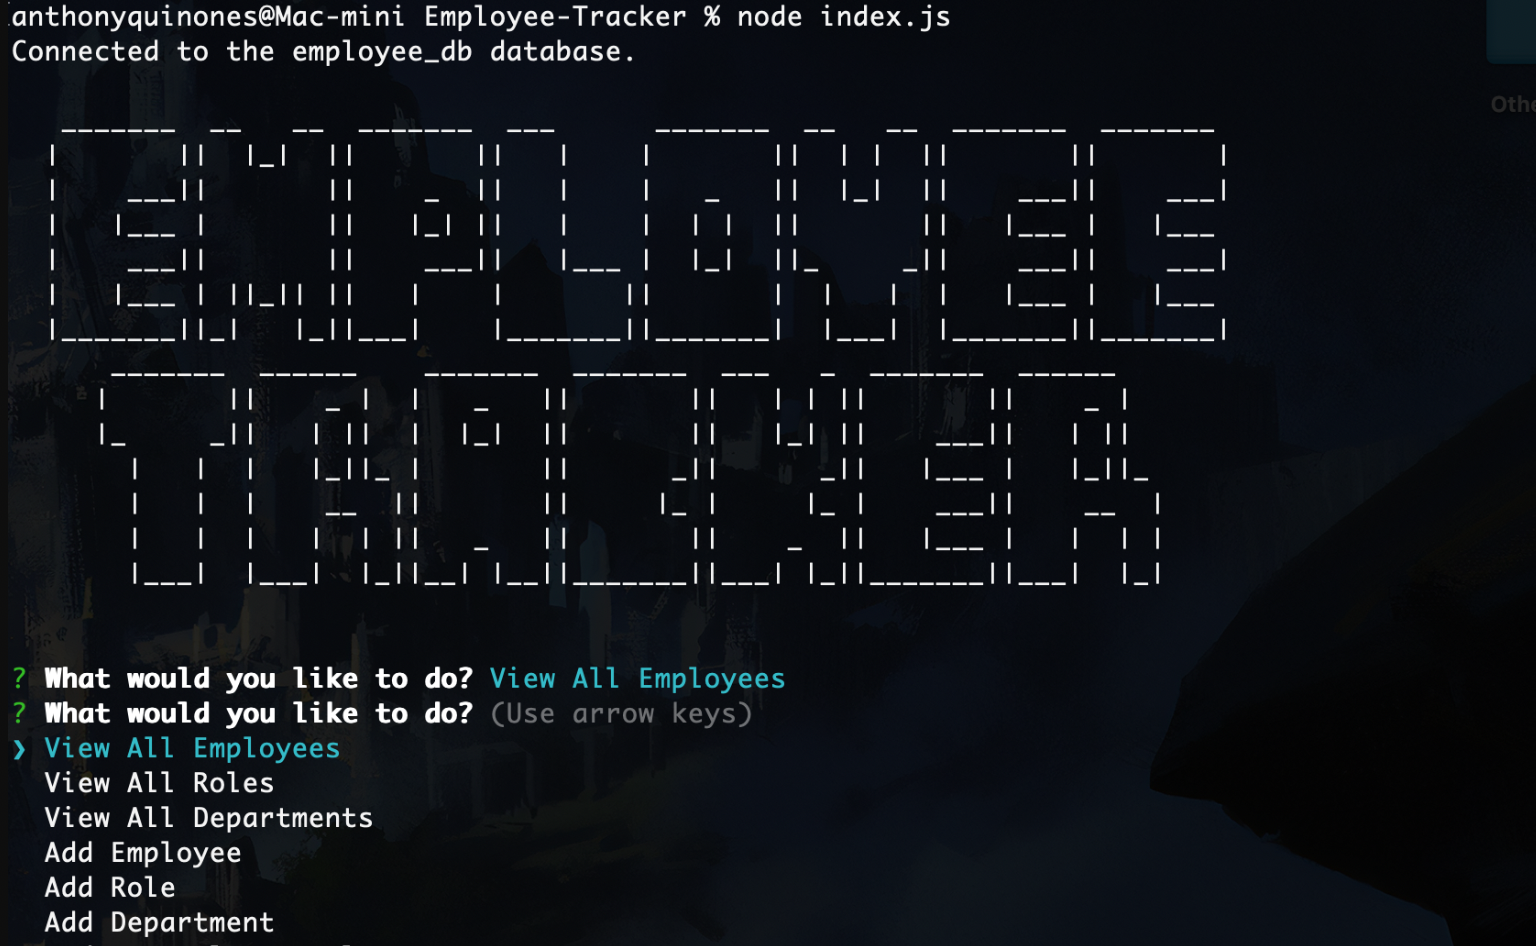 anthonyquinones@Mac-mini Employee-Tracker % node index.js
Connected to the employee_db database.
EMPLOYEE
TRACKER
? What would you like to do? View All Employees
? What would you like to do? (Use arrow keys)
❯ View All Employees
View All Roles
View All Departments
Add Employee
Add Role
Add Department